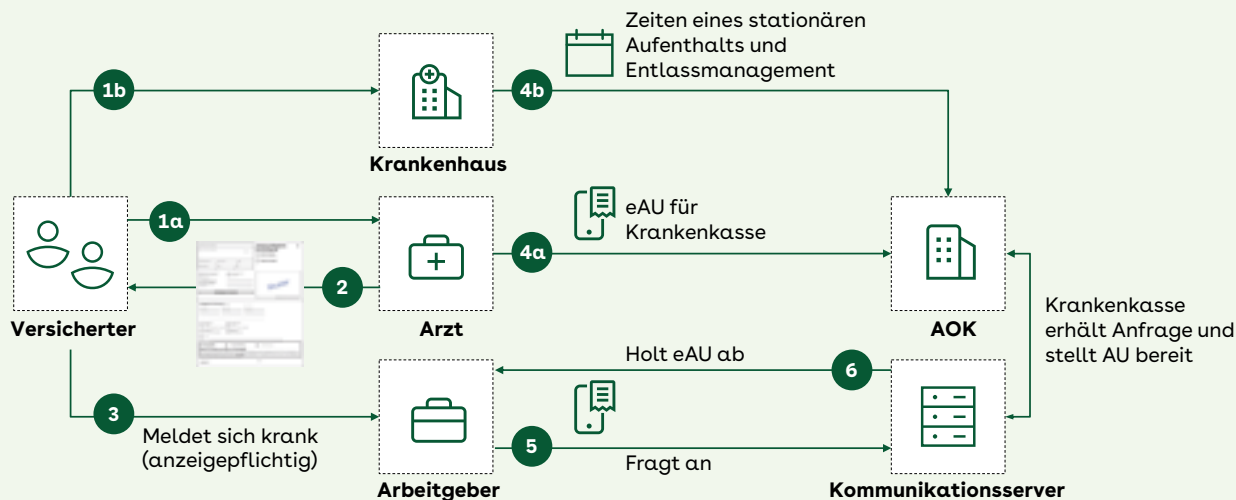 Zeiten eines stationären
Aufenthalts und
Entlassmanagement
1b
4b
Krankenhaus
1a
eAU für
Krankenkasse
4a
2
Versicherter
Arzt
AOK
Krankenkasse
erhält Anfrage und
stellt AU bereit
Holt eAU ab
6
3
Meldet sich krank
(anzeigepflichtig)
5
Fragt an
Arbeitgeber
Kommunikationsserver